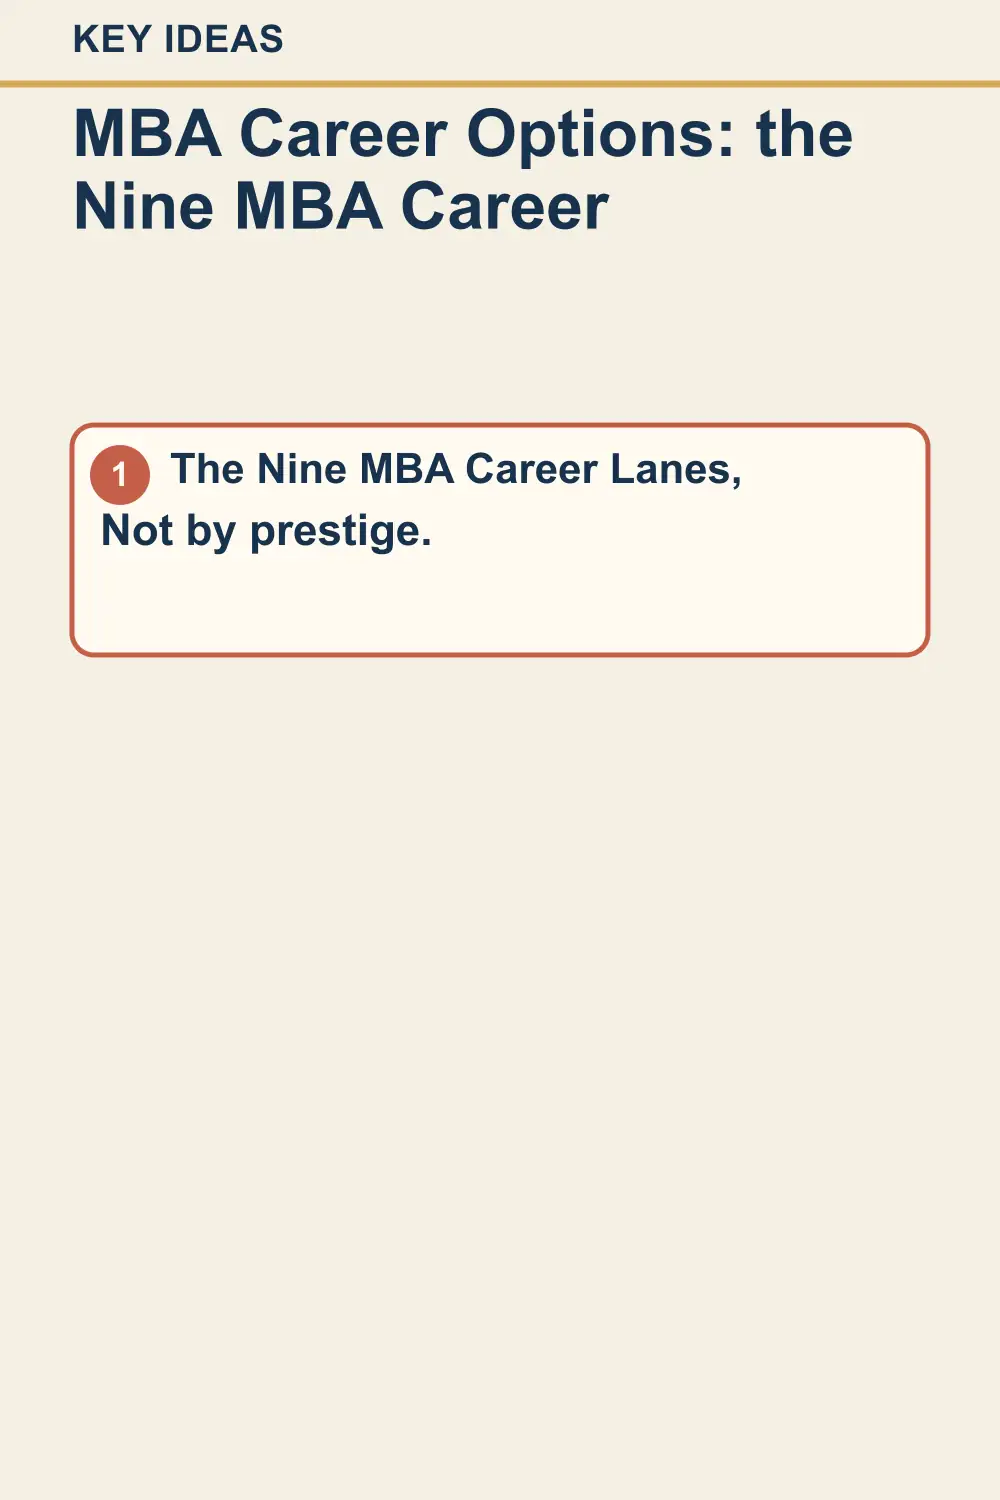 KEY IDEAS
MBA Career Options: the
Nine MBA Career
1 The Nine MBA Career Lanes,
Not by prestige.